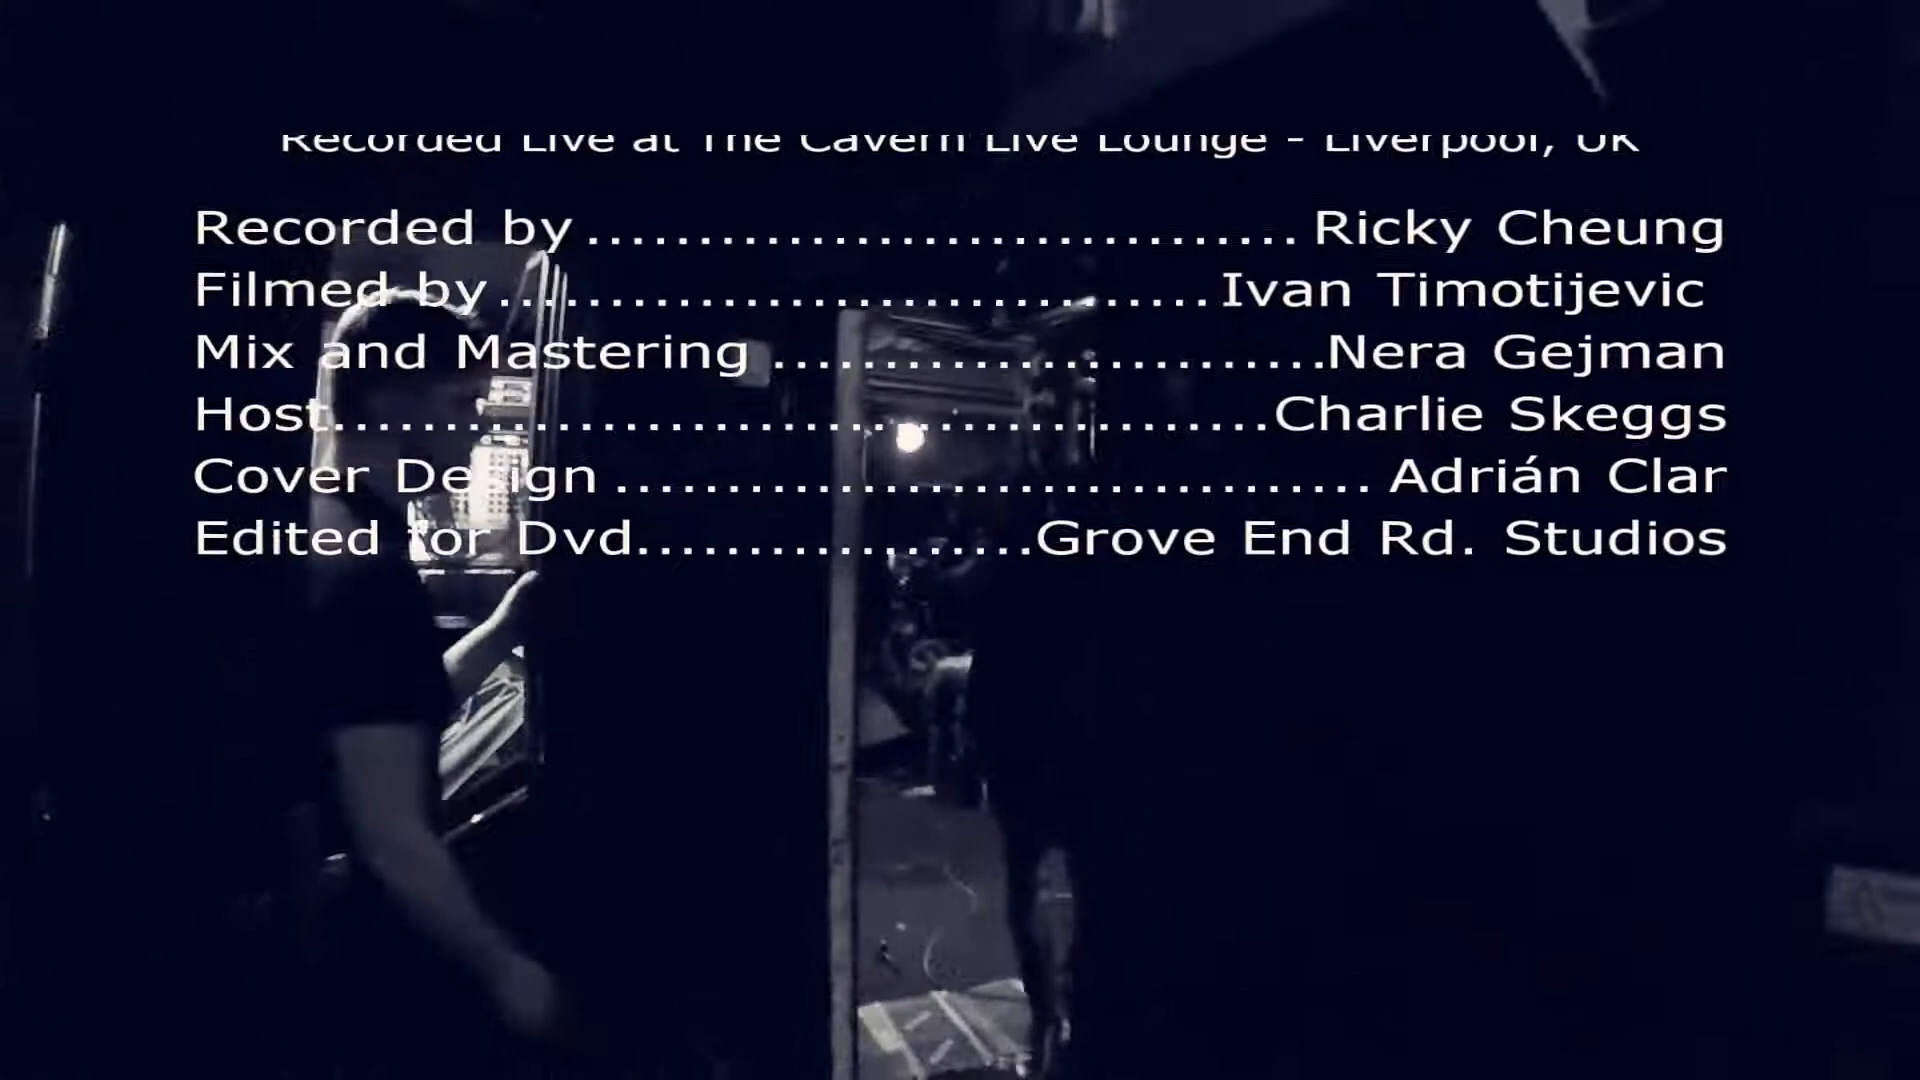 Recorded Live at The Cavern Live Lounge - Liverpool, UK
Recorded by ................................ Ricky Cheung
Filmed by ................................ Ivan Timotijevic
Mix and Mastering .........................Nera Gejman
Host..........................................Charlie Skeggs
Cover Design .................................. Adrián Clar
Edited for Dvd..................Grove End Rd. Studios